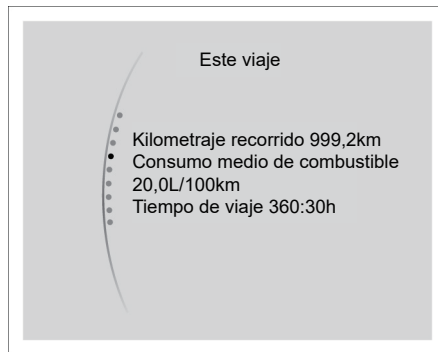 Este viaje
Kilometraje recorrido 999,2km
Consumo medio de combustible
20,0L/100km
Tiempo de viaje 360:30h